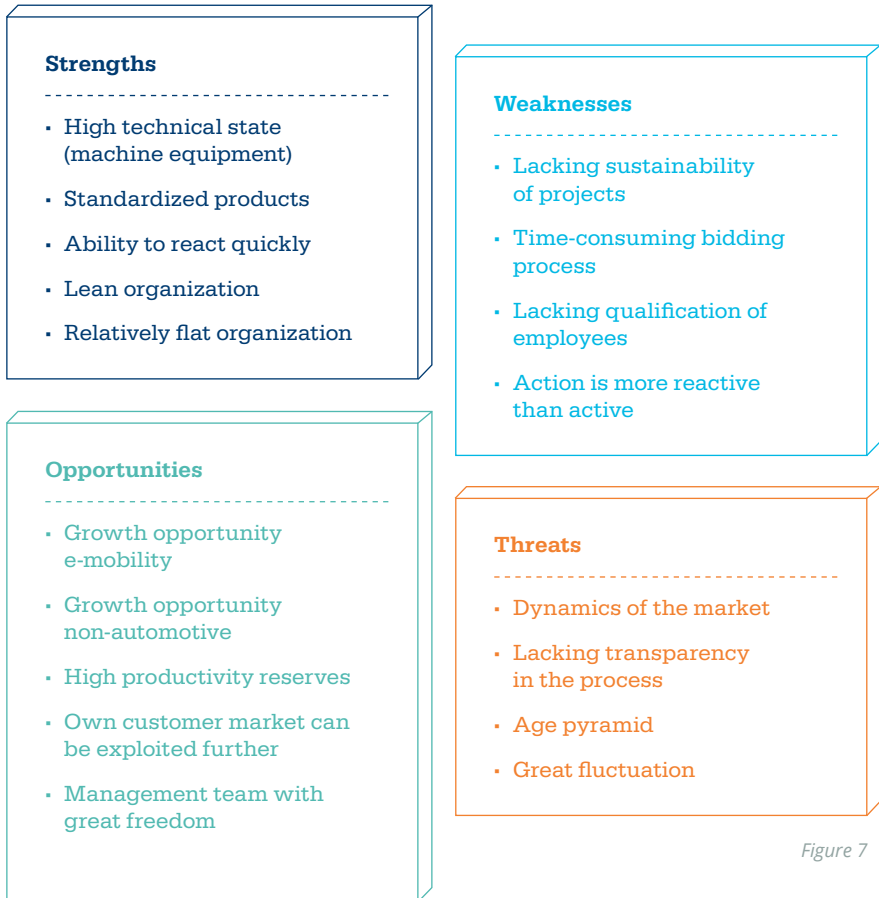 Strengths
▪ High technical state
(machine equipment)
▪ Standardized products
▪ Ability to react quickly
▪ Lean organization
▪ Relatively flat organization
Weaknesses
▪ Lacking sustainability
of projects
▪ Time-consuming bidding
process
▪ Lacking qualification of
employees
▪ Action is more reactive
than active
Opportunities
▪ Growth opportunity
e-mobility
▪ Growth opportunity
non-automotive
▪ High productivity reserves
▪ Own customer market can
be exploited further
▪ Management team with
great freedom
Threats
▪ Dynamics of the market
▪ Lacking transparency
in the process
▪ Age pyramid
▪ Great fluctuation
Figure 7